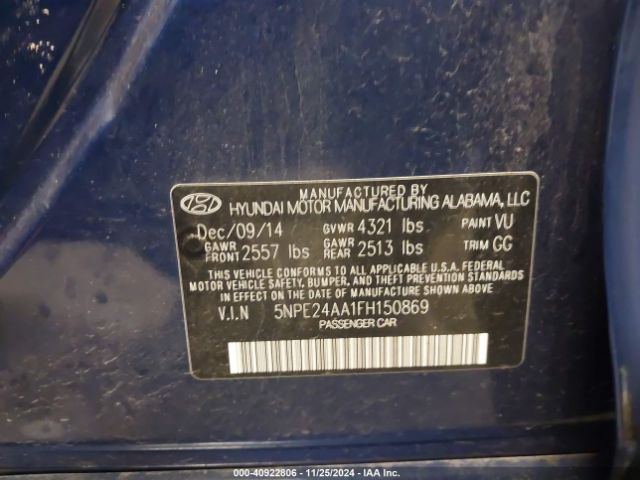 MANUFACTURED BY
HYUNDAI MOTOR MANUFACTURING ALABAMA, LLC
Dec/09/14 GVWR 4321 lbs PAINT VU
GAWR FRONT 2557 lbs GAWR REAR 2513 lbs TRIM GG
THIS VEHICLE CONFORMS TO ALL APPLICABLE U.S.A. FEDERAL
MOTOR VEHICLE SAFETY, BUMPER, AND THEFT PREVENTION STANDARDS
IN EFFECT ON THE DATE OF MANUFACTURE SHOWN ABOVE.
V.I.N 5NPE24AA1FH150869
PASSENGER CAR
000-40922806 - 11/25/2024 - IAA Inc.